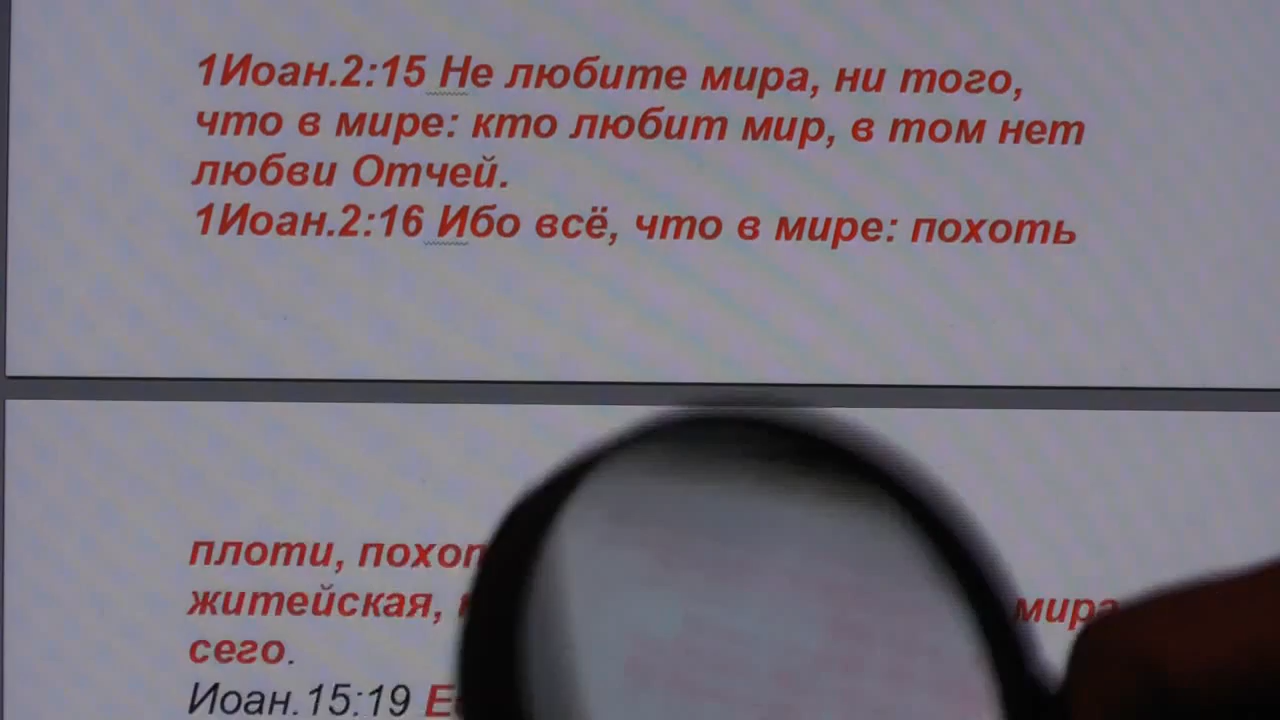 1Иоан.2:15 Не любите мира, ни того,
что в мире: кто любит мир, в том нет
любви Отчей.
1Иоан.2:16 Ибо всё, что в мире: похоть
плоти,
житейская, мира
сего.
Иоан.15:19